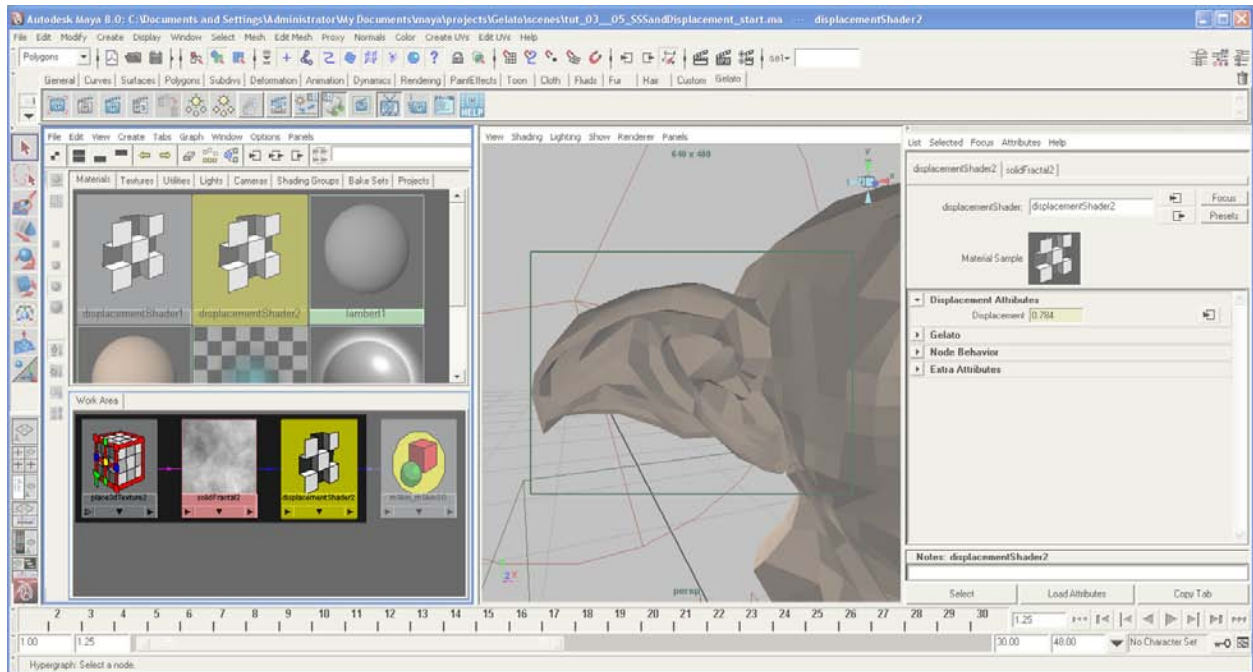 Autodesk Maya 8.0: C:\Documents and Settings\Administrator\My Documents\maya\projects\Gelato\scenes\tut_03__05_SSSandDisplacement_start.ma --- displacementShader2
File Edit Modify Create Display Window Select Mesh Edit Mesh Proxy Normals Color Create UVs Edit UVs Help
Polygons
sel-
General Curves Surfaces Polygons Subdivs Deformation Animation Dynamics Rendering PaintEffects Toon Cloth Fluids Fur Hair Custom Gelato
HELP
File Edit View Create Tabs Graph Window Options Panels
Materials Textures Utilities Lights Cameras Shading Groups Bake Sets Projects
displacementShader1 displacementShader2 lambert1
Work Area
place3dTexture2 solidFractal2 displacementShader2
View Shading Lighting Show Renderer Panels
640 x 480
Y
Z X
persp
List Selected Focus Attributes Help
displacementShader2 solidFractal2
displacementShader: displacementShader2
Focus
Presets
Material Sample
Displacement Attributes
Displacement 0.784
Gelato
Node Behavior
Extra Attributes
Notes: displacementShader2
Select Load Attributes Copy Tab
2 3 4 5 6 7 8 9 10 11 12 13 14 15 16 17 18 19 20 21 22 23 24 25 26 27 28 29 30 1.25
1.00 1.25 30.00 48.00 No Character Set
Hypergraph: Select a node.